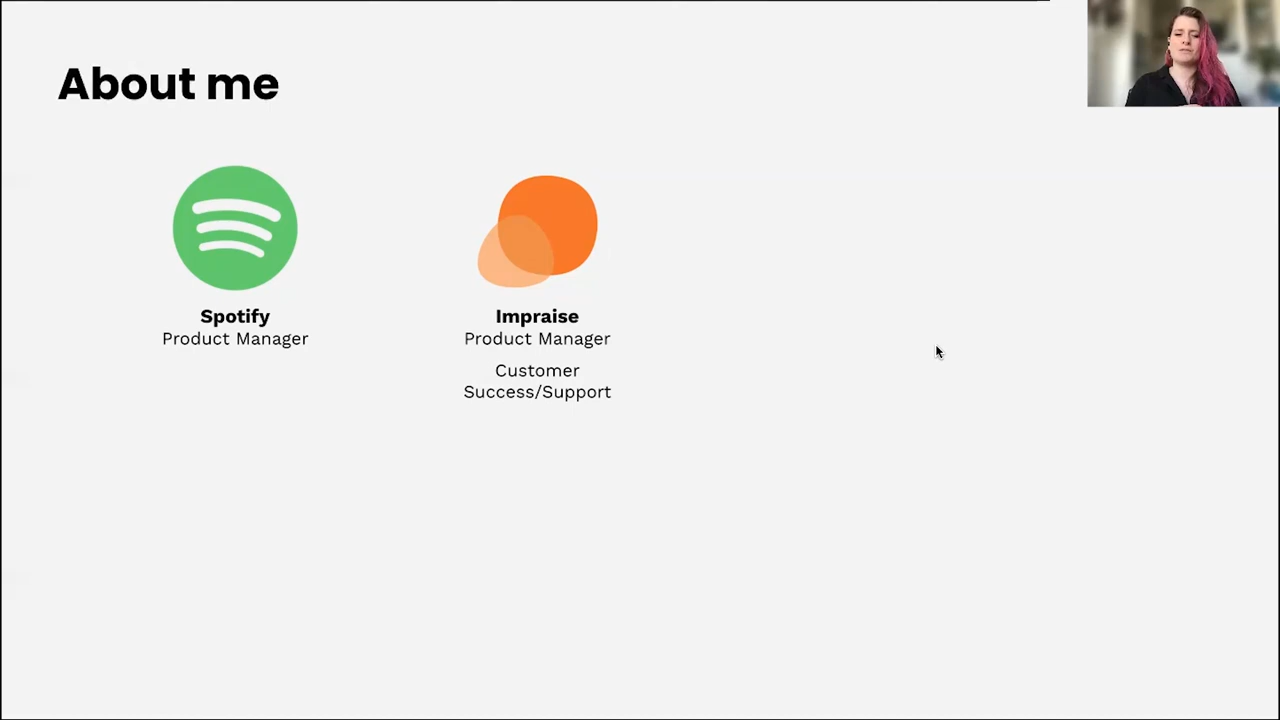 About me
Spotify
Product Manager
Impraise
Product Manager
Customer
Success/Support